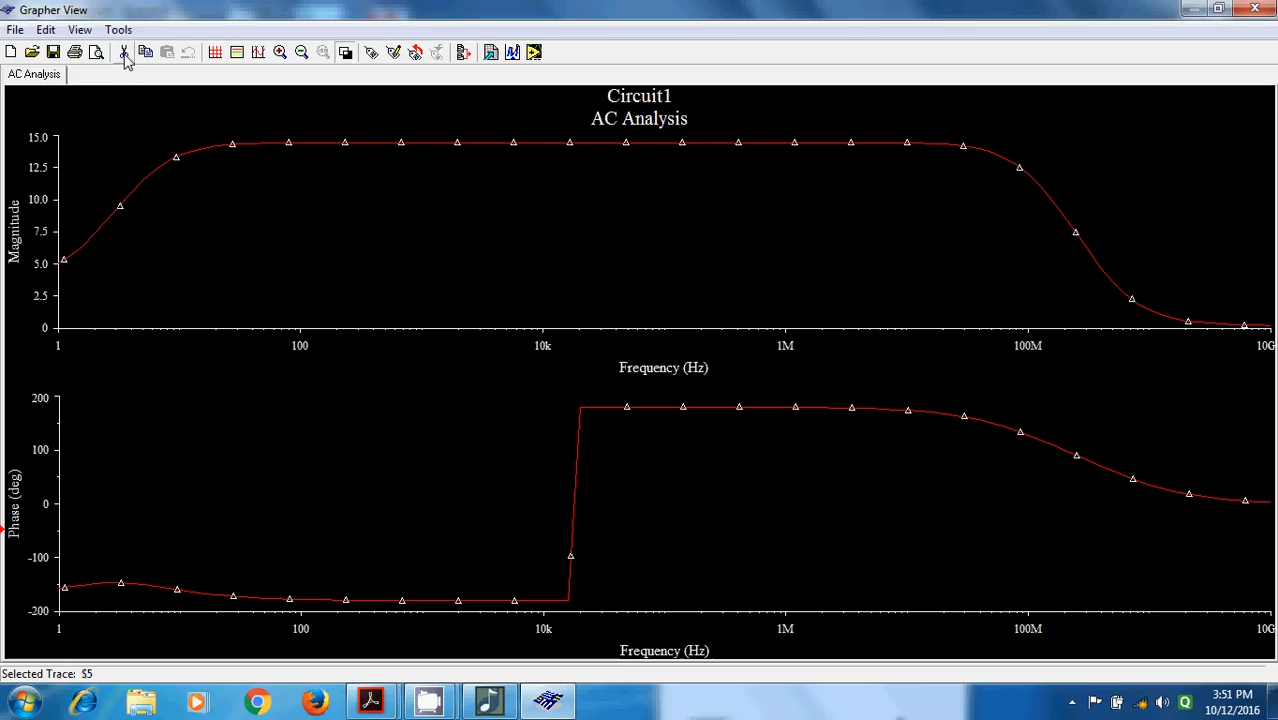 Grapher View
File Edit View Tools
AC Analysis
Circuit1
AC Analysis
15.0
12.5
10.0
7.5
5.0
2.5
0
Magnitude
1 100 10k 1M 100M 10G
Frequency (Hz)
200
100
0
-100
-200
Phase (deg)
1 100 10k 1M 100M 10G
Frequency (Hz)
Selected Trace: $5
3:51 PM
10/12/2016